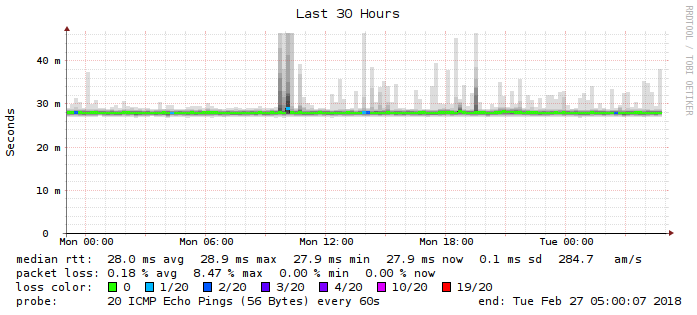 Last 30 Hours
RRDTOOL / TOBI OETIKER
Seconds
40 m
30 m
20 m
10 m
0
Mon 00:00 Mon 06:00 Mon 12:00 Mon 18:00 Tue 00:00
median rtt: 28.0 ms avg 28.9 ms max 27.9 ms min 27.9 ms now 0.1 ms sd 284.7 am/s
packet loss: 0.18 % avg 8.47 % max 0.00 % min 0.00 % now
loss color: 0 1/20 2/20 3/20 4/20 10/20 19/20
probe: 20 ICMP Echo Pings (56 Bytes) every 60s end: Tue Feb 27 05:00:07 2018